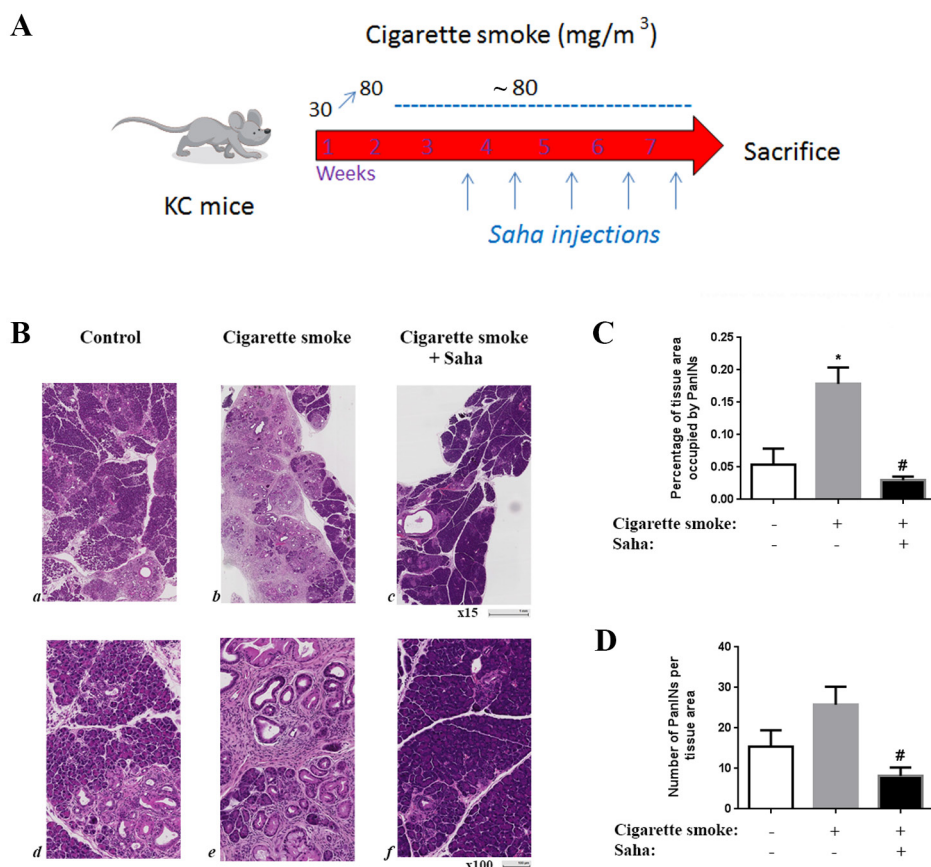 A
Cigarette smoke (mg/m³)
30 80 ~ 80
1 2 3 4 5 6 7
Weeks
Sacrifice
KC mice
Saha injections
B
Control Cigarette smoke Cigarette smoke
+ Saha
a b c
x15
1 mm
d e f
x100
C
Percentage of tissue area
occupied by PanINs
0.25
0.20
0.15
0.10
0.05
0.00
*
#
Cigarette smoke: - + +
Saha: - - +
D
Number of PanINs per
tissue area
40
30
20
10
0
#
Cigarette smoke: - + +
Saha: - - +